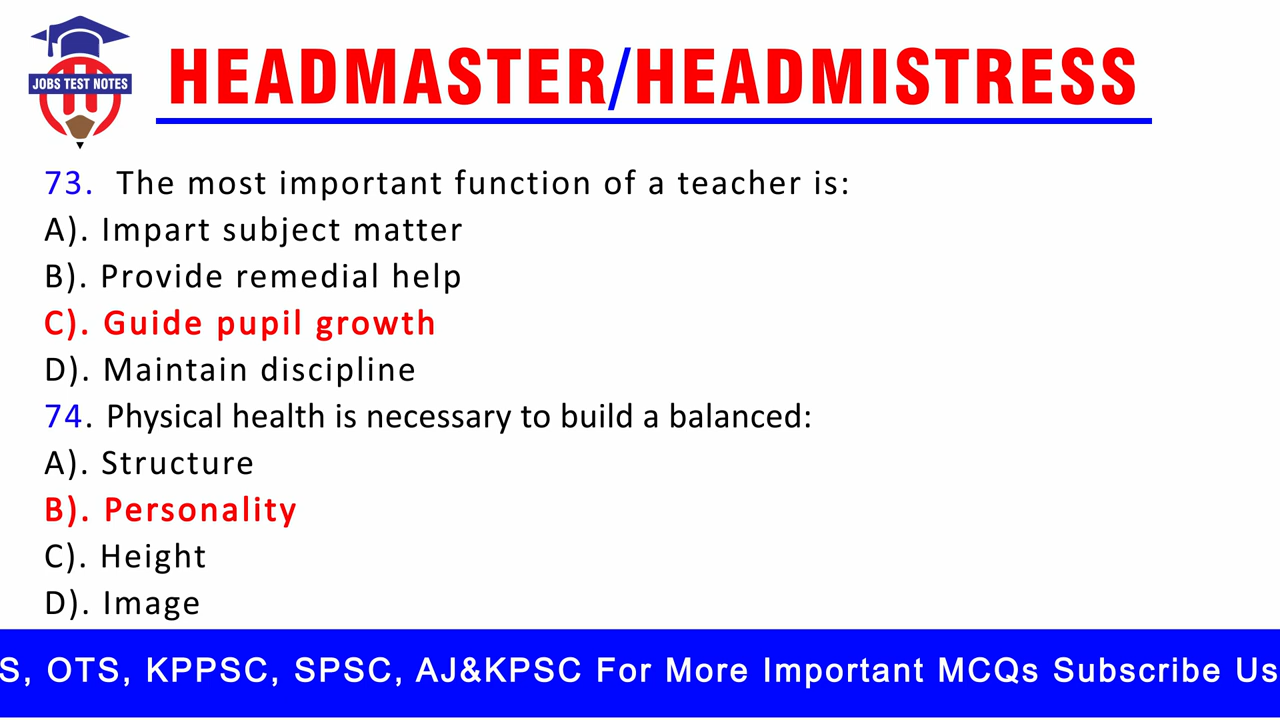 JOBS TEST NOTES
HEADMASTER/HEADMISTRESS
73. The most important function of a teacher is:
A). Impart subject matter
B). Provide remedial help
C). Guide pupil growth
D). Maintain discipline
74. Physical health is necessary to build a balanced:
A). Structure
B). Personality
C). Height
D). Image
S, OTS, KPPSC, SPSC, AJ&KPSC For More Important MCQs Subscribe Us